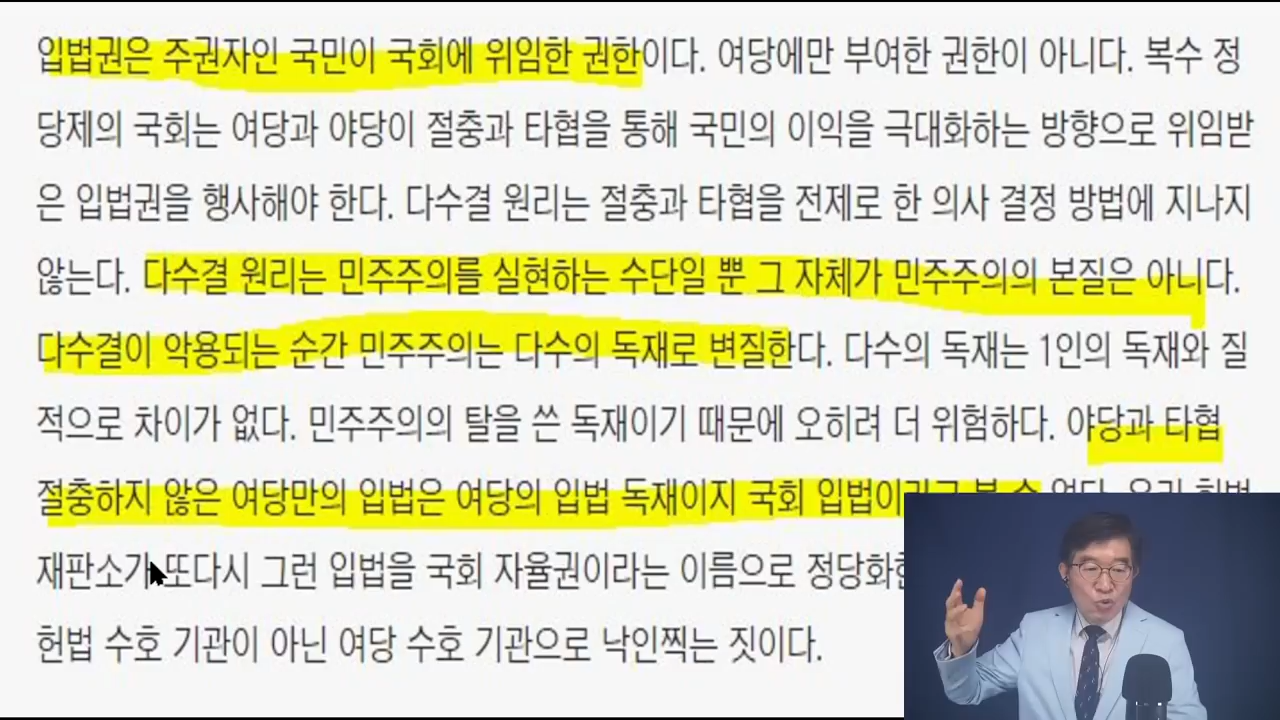 입법권은 주권자인 국민이 국회에 위임한 권한이다. 여당에만 부여한 권한이 아니다. 복수 정
당제의 국회는 여당과 야당이 절충과 타협을 통해 국민의 이익을 극대화하는 방향으로 위임받
은 입법권을 행사해야 한다. 다수결 원리는 절충과 타협을 전제로 한 의사 결정 방법에 지나지
않는다. 다수결 원리는 민주주의를 실현하는 수단일 뿐 그 자체가 민주주의의 본질은 아니다.
다수결이 악용되는 순간 민주주의는 다수의 독재로 변질한다. 다수의 독재는 1인의 독재와 질
적으로 차이가 없다. 민주주의의 탈을 쓴 독재이기 때문에 오히려 더 위험하다. 야당과 타협
절충하지 않은 여당만의 입법은 여당의 입법 독재이지 국회
재판소가 또다시 그런 입법을 국회 자율권이라는 이름으로
헌법 수호 기관이 아닌 여당 수호 기관으로 낙인찍는 짓이다.